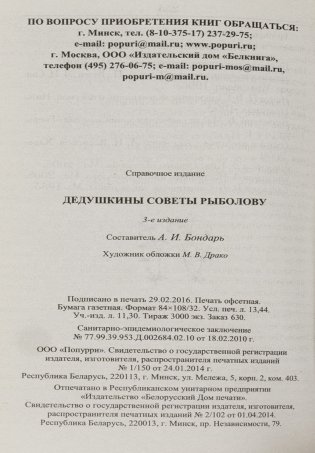 ПО ВОПРОСУ ПРИОБРЕТЕНИЯ КНИГ ОБРАЩАТЬСЯ:
г. Минск, тел. (8-10-375-17) 237-29-75;
e-mail: popuri@mail.ru; www.popuri.ru;
г. Москва, ООО «Издательский дом «Белкнига»,
телефон (495) 276-06-75; e-mail: popuri-mos@mail.ru,
popuri-m@mail.ru.
Справочное издание
ДЕДУШКИНЫ СОВЕТЫ РЫБОЛОВУ
3-е издание
Составитель А. И. Бондарь
Художник обложки М. В. Драко
Подписано в печать 29.02.2016. Печать офсетная.
Бумага газетная. Формат 84×108/32. Усл. печ. л. 13,44.
Уч.-изд. л. 11,30. Тираж 3000 экз. Заказ 630.
Санитарно-эпидемиологическое заключение
№ 77.99.39.953.Д.002684.02.10 от 18.02.2010 г.
ООО «Попурри». Свидетельство о государственной регистрации
издателя, изготовителя, распространителя печатных изданий
№ 1/150 от 24.01.2014 г.
Республика Беларусь, 220113, г. Минск, ул. Мележа, 5, корп. 2, ком. 403.
Отпечатано в Республиканском унитарном предприятии
«Издательство «Белорусский Дом печати».
Свидетельство о государственной регистрации издателя, изготовителя,
распространителя печатных изданий № 2/102 от 01.04.2014.
Республика Беларусь, 220013, г. Минск, пр. Независимости, 79.